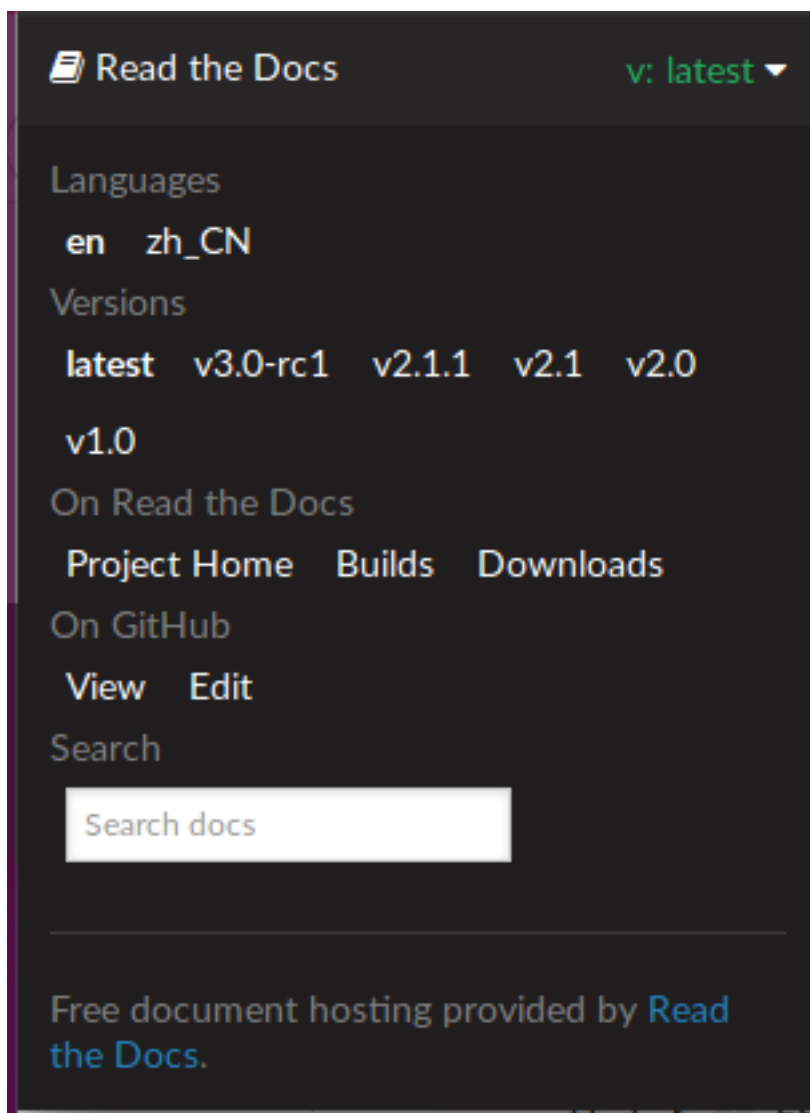 Read the Docs v: latest
Languages
en zh_CN
Versions
latest v3.0-rc1 v2.1.1 v2.1 v2.0
v1.0
On Read the Docs
Project Home Builds Downloads
On GitHub
View Edit
Search
Search docs
Free document hosting provided by Read
the Docs.